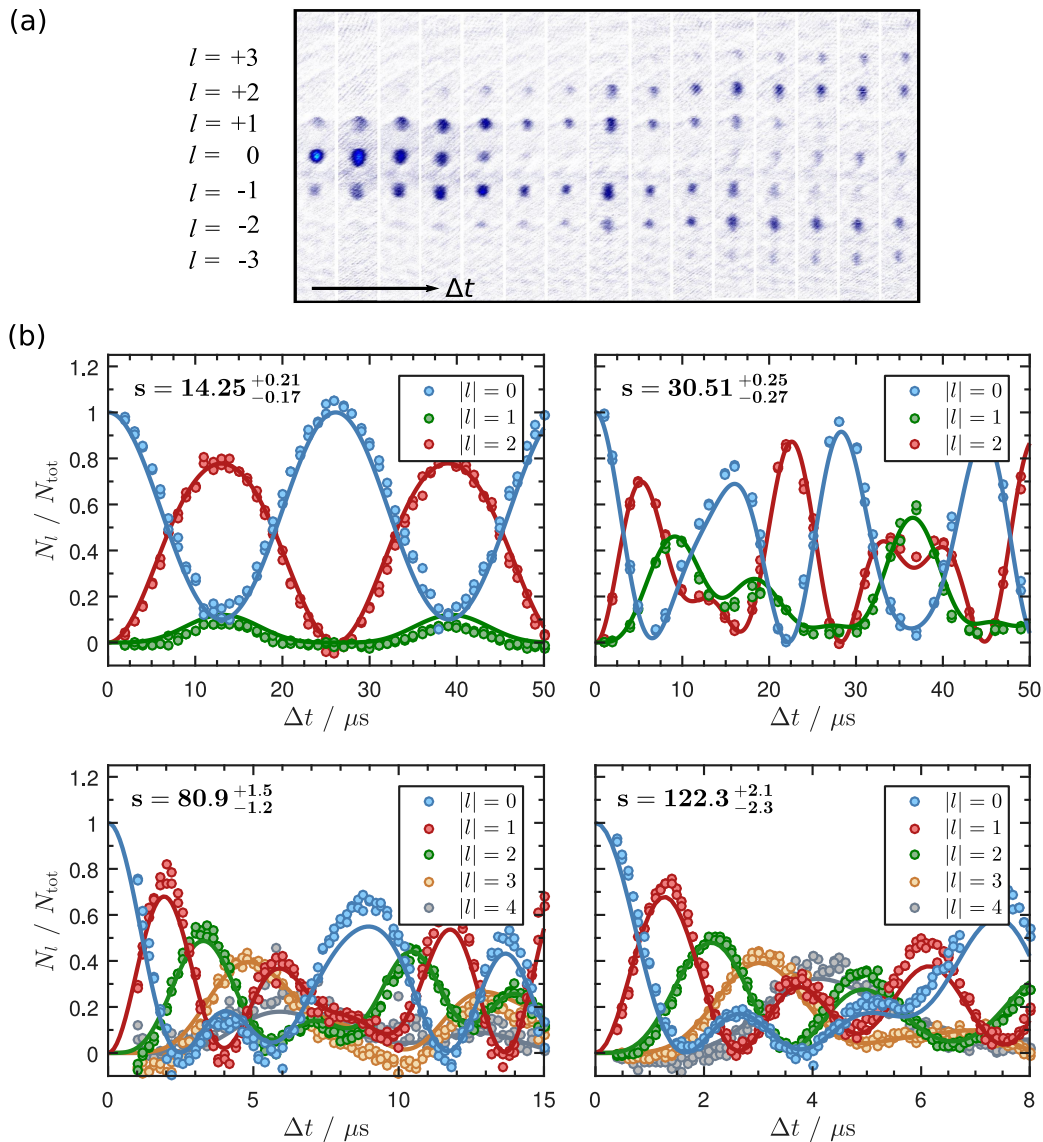 (a)
l = +3
l = +2
l = +1
l = 0
l = -1
l = -2
l = -3
Δt
(b)
s = 14.25 +0.21 −0.17
|l| = 0
|l| = 1
|l| = 2
1.2
1
0.8
0.6
0.4
0.2
0
N_l / N_tot
0 10 20 30 40 50
Δt / μs
s = 30.51 +0.25 −0.27
|l| = 0
|l| = 1
|l| = 2
0 10 20 30 40 50
Δt / μs
s = 80.9 +1.5 −1.2
|l| = 0
|l| = 1
|l| = 2
|l| = 3
|l| = 4
1.2
1
0.8
0.6
0.4
0.2
0
N_l / N_tot
0 5 10 15
Δt / μs
s = 122.3 +2.1 −2.3
|l| = 0
|l| = 1
|l| = 2
|l| = 3
|l| = 4
0 2 4 6 8
Δt / μs